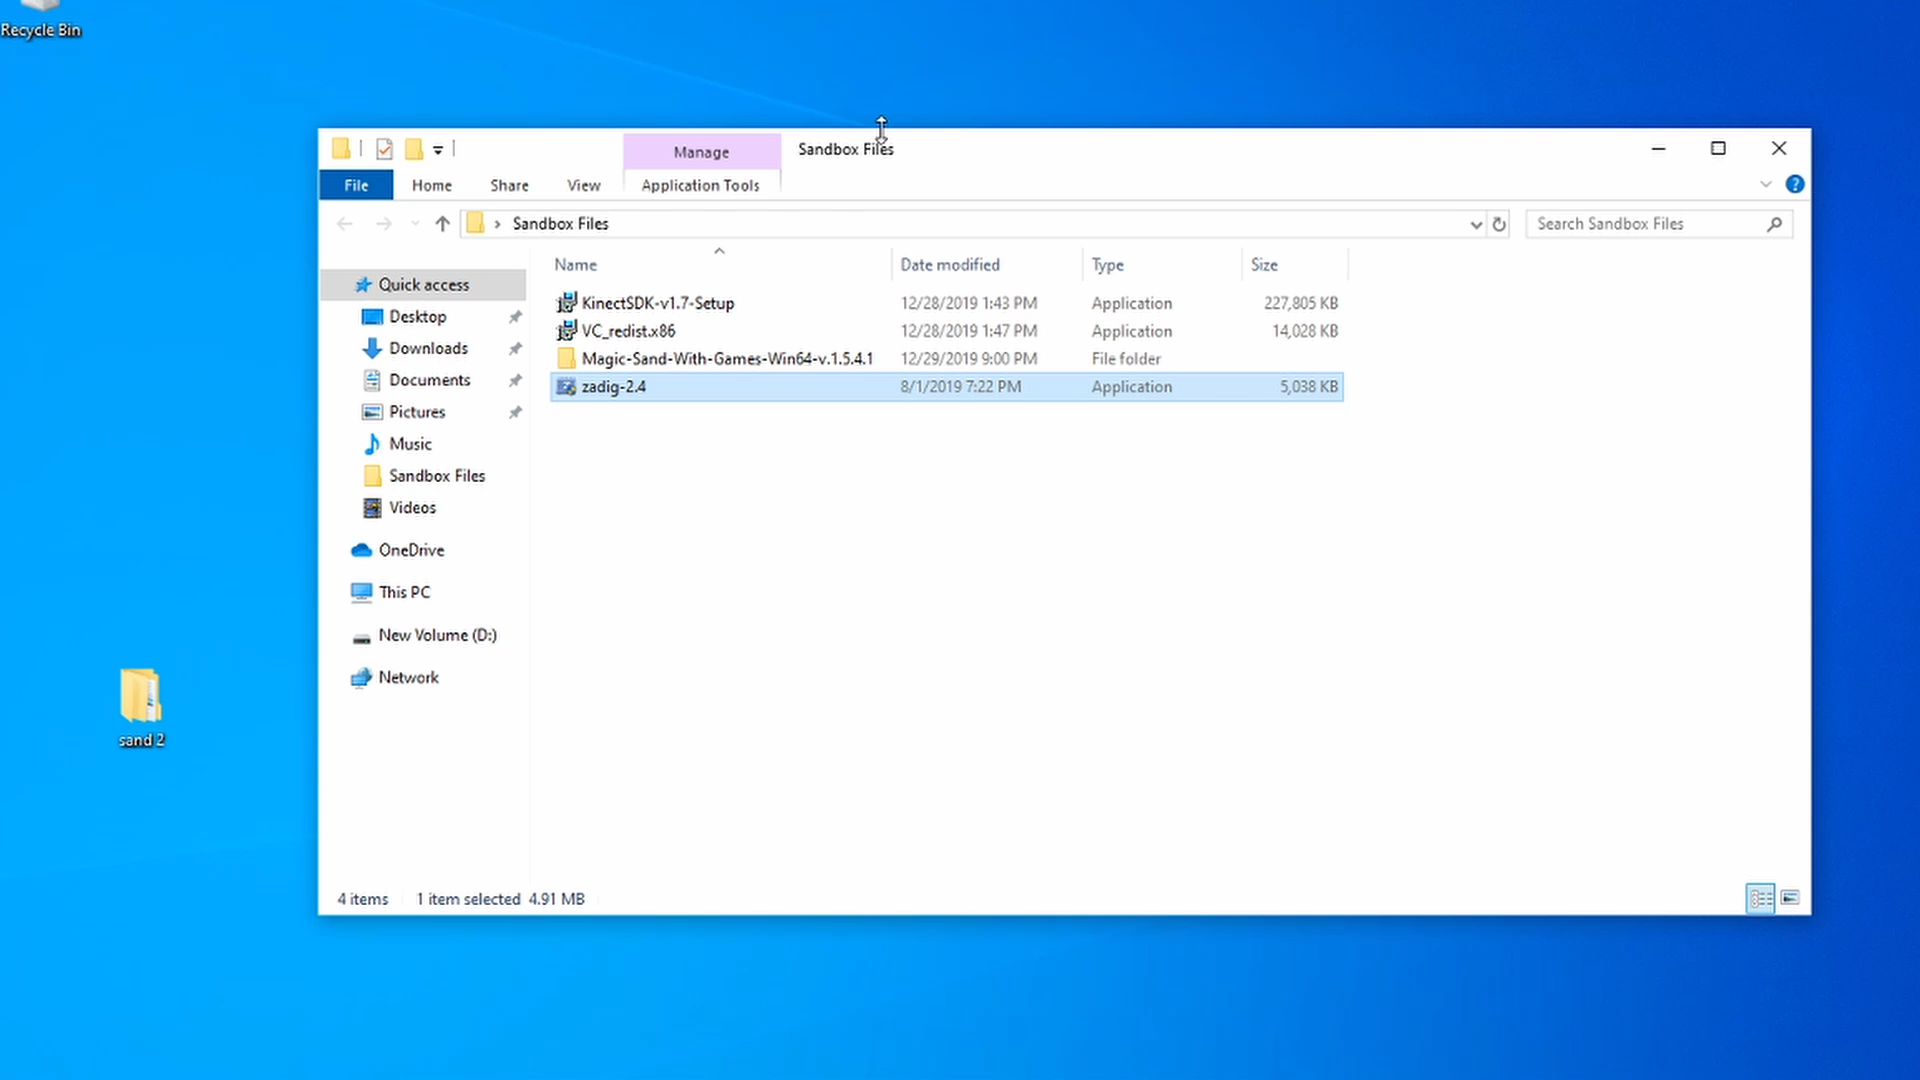 Recycle Bin
Manage
Sandbox Files
File
Home
Share
View
Application Tools
Sandbox Files
Search Sandbox Files
Name
Date modified
Type
Size
Quick access
Desktop
Downloads
Documents
Pictures
Music
Sandbox Files
Videos
OneDrive
This PC
New Volume (D:)
Network
KinectSDK-v1.7-Setup 12/28/2019 1:43 PM Application 227,805 KB
VC_redist.x86 12/28/2019 1:47 PM Application 14,028 KB
Magic-Sand-With-Games-Win64-v.1.5.4.1 12/29/2019 9:00 PM File folder
zadig-2.4 8/1/2019 7:22 PM Application 5,038 KB
sand 2
4 items 1 item selected 4.91 MB